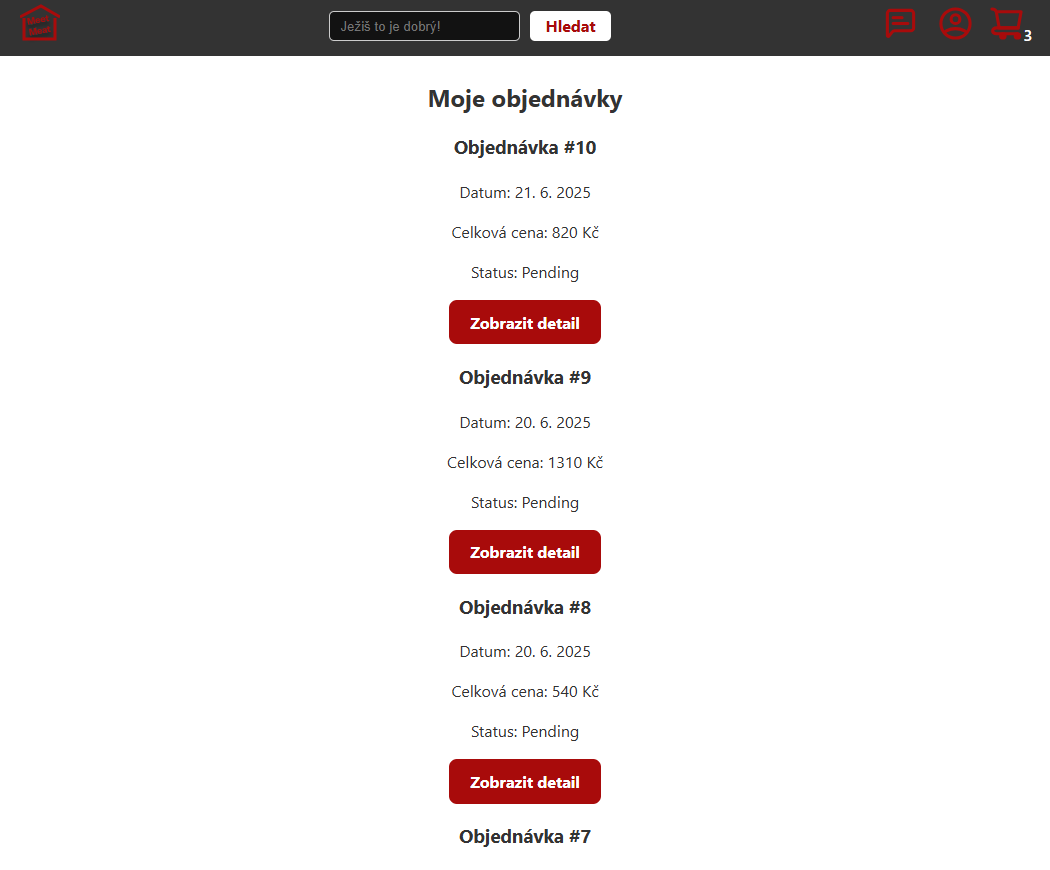 Ježiš to je dobrý!
Hledat
3
Moje objednávky
Objednávka #10
Datum: 21. 6. 2025
Celková cena: 820 Kč
Status: Pending
Zobrazit detail
Objednávka #9
Datum: 20. 6. 2025
Celková cena: 1310 Kč
Status: Pending
Zobrazit detail
Objednávka #8
Datum: 20. 6. 2025
Celková cena: 540 Kč
Status: Pending
Zobrazit detail
Objednávka #7